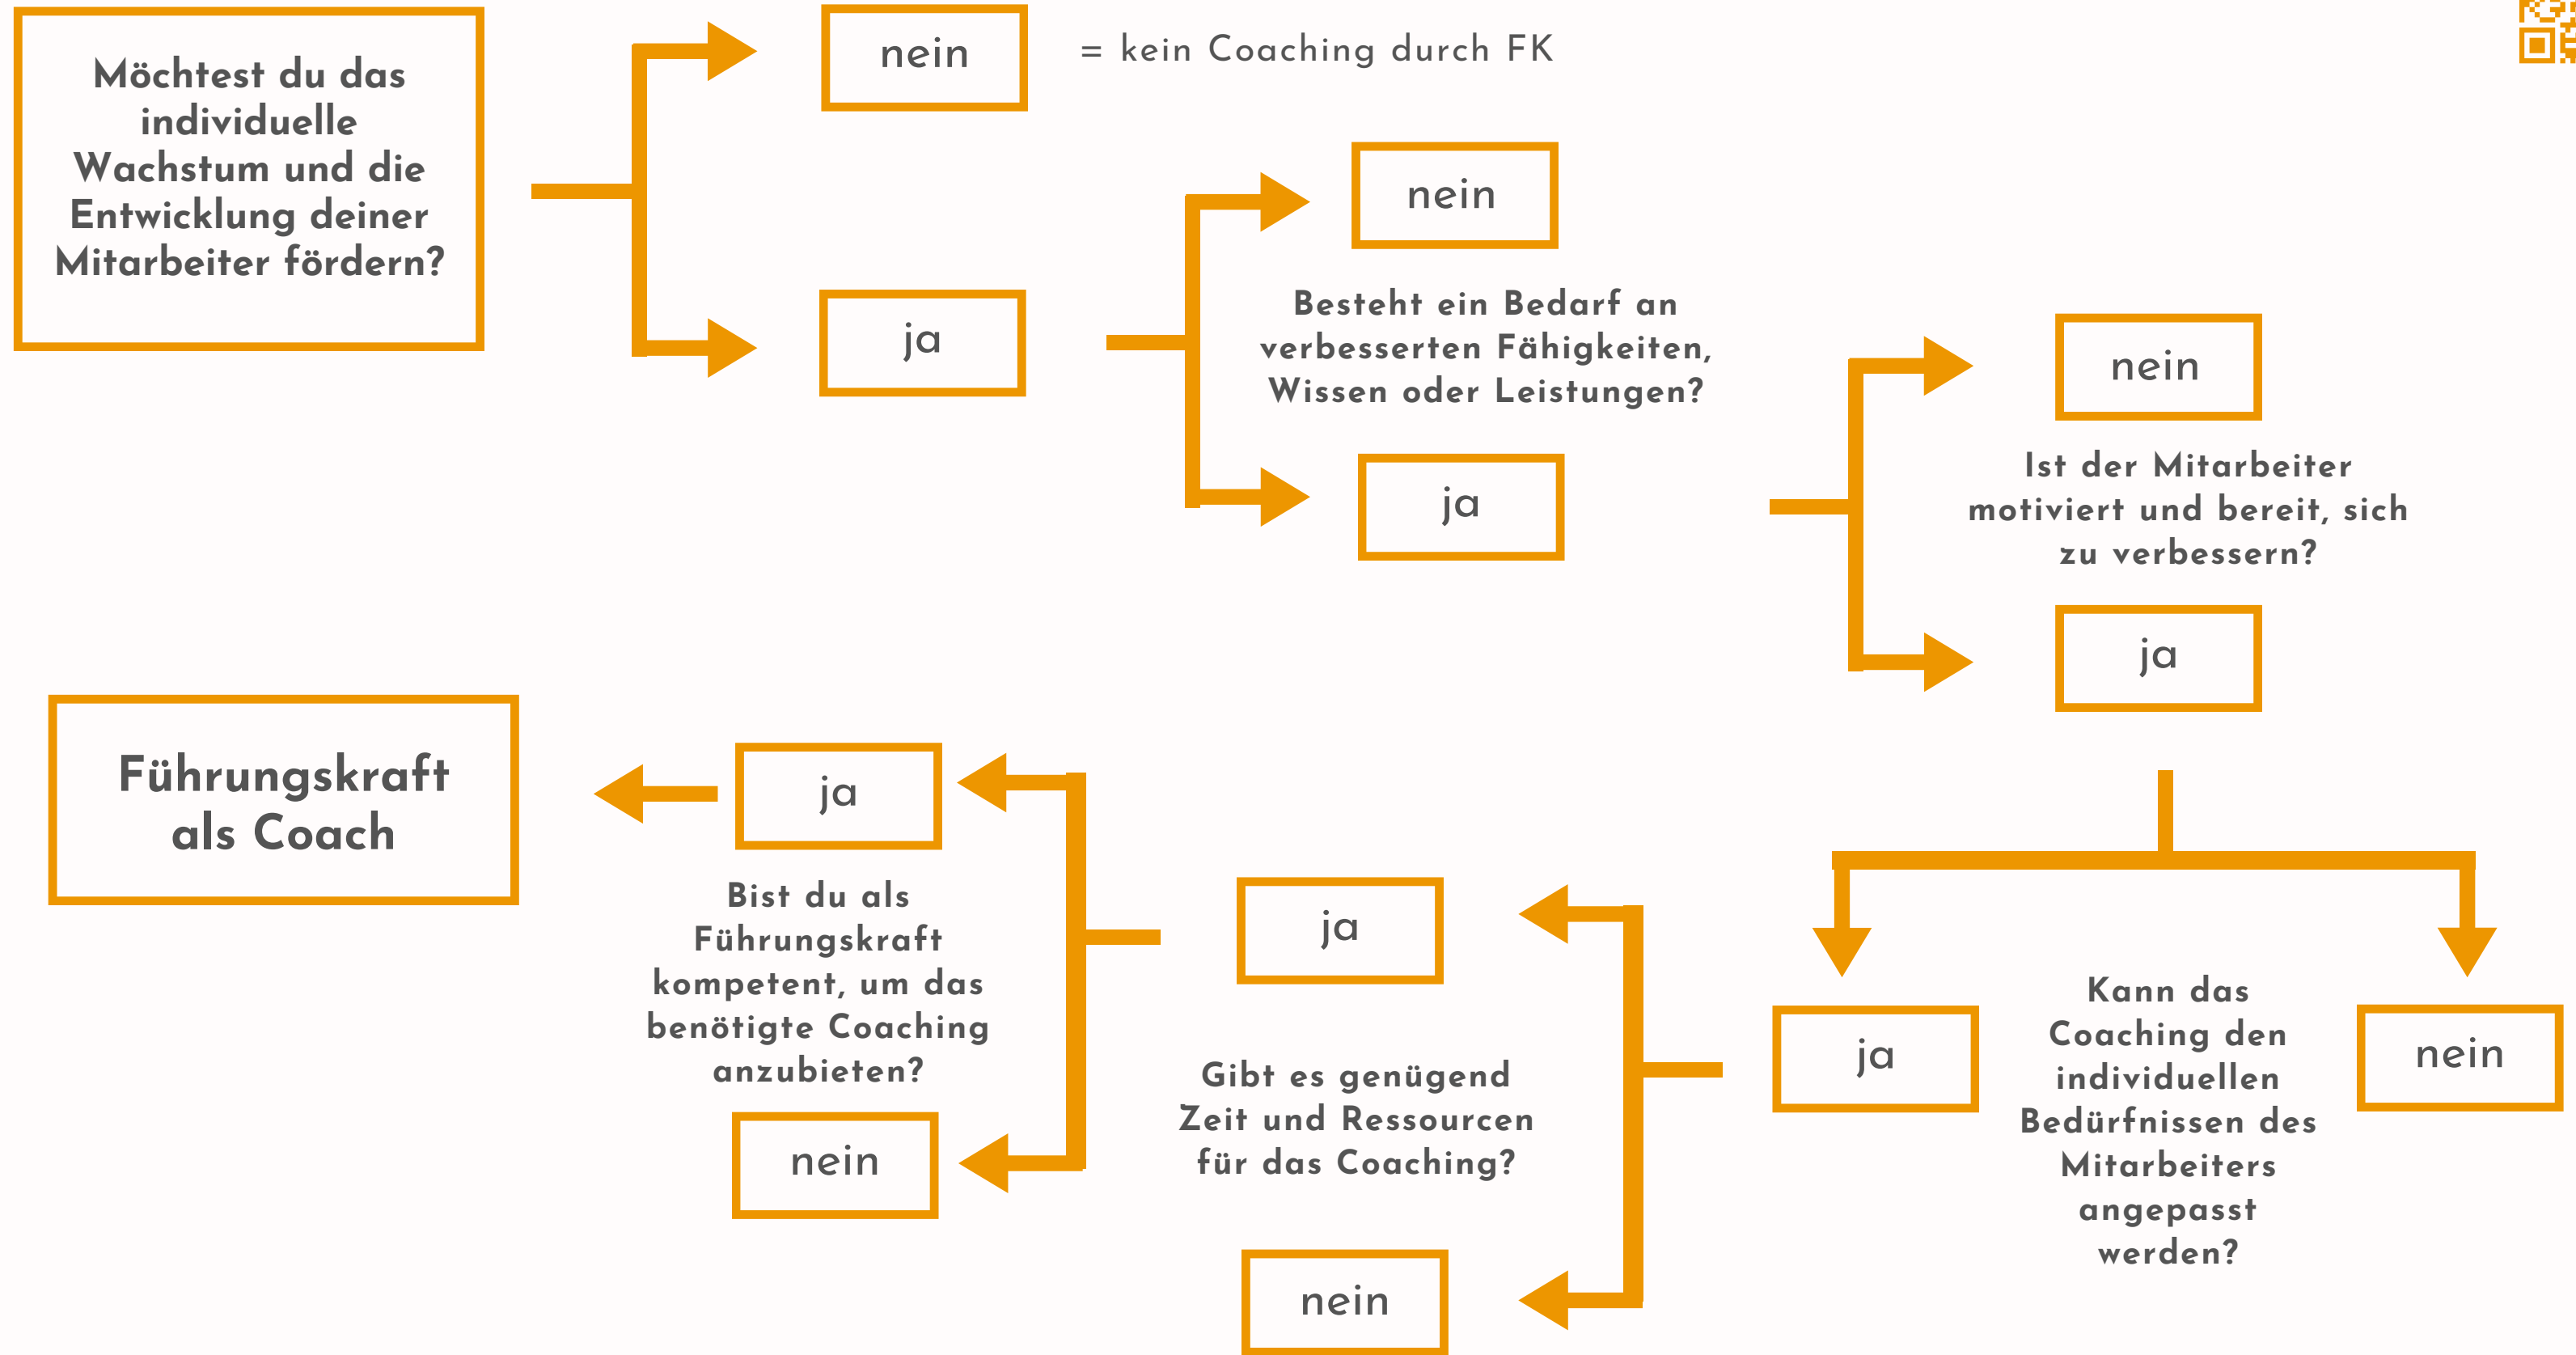 Möchtest du das
individuelle
Wachstum und die
Entwicklung deiner
Mitarbeiter fördern?
nein
= kein Coaching durch FK
ja
nein
Besteht ein Bedarf an
verbesserten Fähigkeiten,
Wissen oder Leistungen?
ja
nein
Ist der Mitarbeiter
motiviert und bereit, sich
zu verbessern?
ja
Kann das
Coaching den
individuellen
Bedürfnissen des
Mitarbeiters
angepasst
werden?
ja
nein
ja
Gibt es genügend
Zeit und Ressourcen
für das Coaching?
nein
ja
Bist du als
Führungskraft
kompetent, um das
benötigte Coaching
anzubieten?
nein
Führungskraft
als Coach